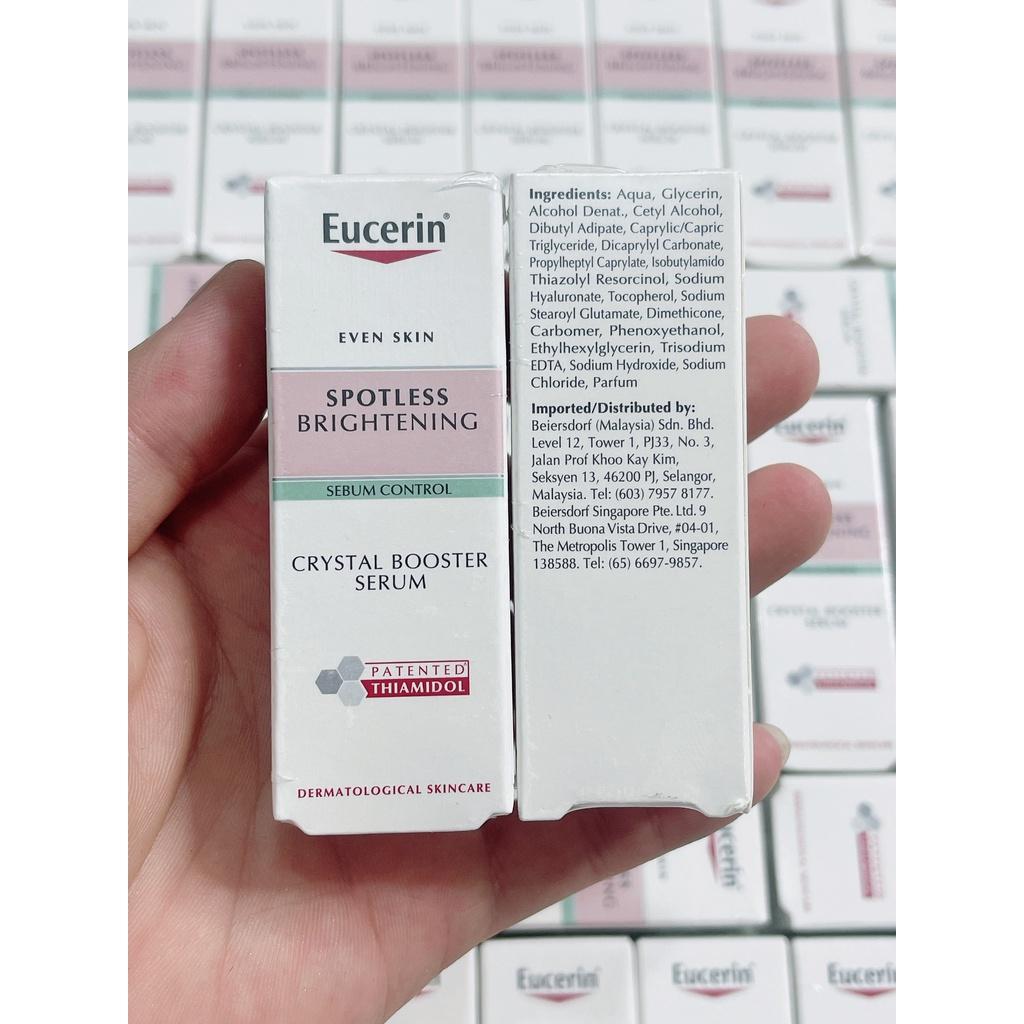 SPOTLESS
BRIGHTENING
Eucerin®
EVEN SKIN
SPOTLESS
BRIGHTENING
SEBUM CONTROL
CRYSTAL BOOSTER
SERUM
PATENTED
THIAMIDOL
DERMATOLOGICAL SKINCARE
Ingredients: Aqua, Glycerin,
Alcohol Denat., Cetyl Alcohol,
Dibutyl Adipate, Caprylic/Capric
Triglyceride, Dicaprylyl Carbonate,
Propylheptyl Caprylate, Isobutylamido
Thiazolyl Resorcinol, Sodium
Hyaluronate, Tocopherol, Sodium
Stearoyl Glutamate, Dimethicone,
Carbomer, Phenoxyethanol,
Ethylhexylglycerin, Trisodium
EDTA, Sodium Hydroxide, Sodium
Chloride, Parfum
Imported/Distributed by:
Beiersdorf (Malaysia) Sdn. Bhd.
Level 12, Tower 1, PJ33, No. 3,
Jalan Prof Khoo Kay Kim,
Seksyen 13, 46200 PJ, Selangor,
Malaysia. Tel: (603) 7957 8177.
Beiersdorf Singapore Pte. Ltd. 9
North Buona Vista Drive, #04-01,
The Metropolis Tower 1, Singapore
138588. Tel: (65) 6697-9857.
Eucerin
CRYSTAL BOOSTER
SERUM
Eucerin
Eucerin
Eucerin